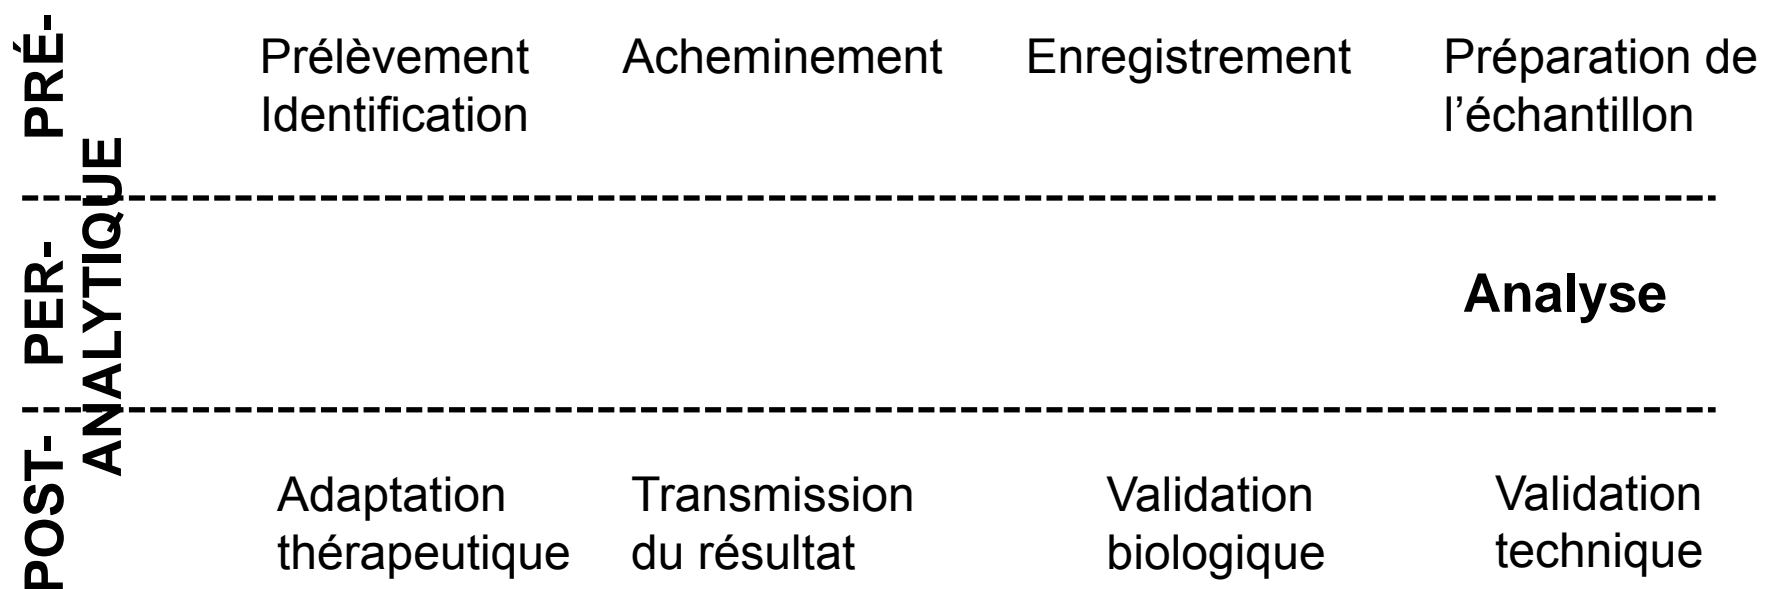 PRÉ-
Prélèvement
Identification
Acheminement
Enregistrement
Préparation de
l’échantillon
PER-
ANALYTIQUE
Analyse
POST-
Adaptation
thérapeutique
Transmission
du résultat
Validation
biologique
Validation
technique